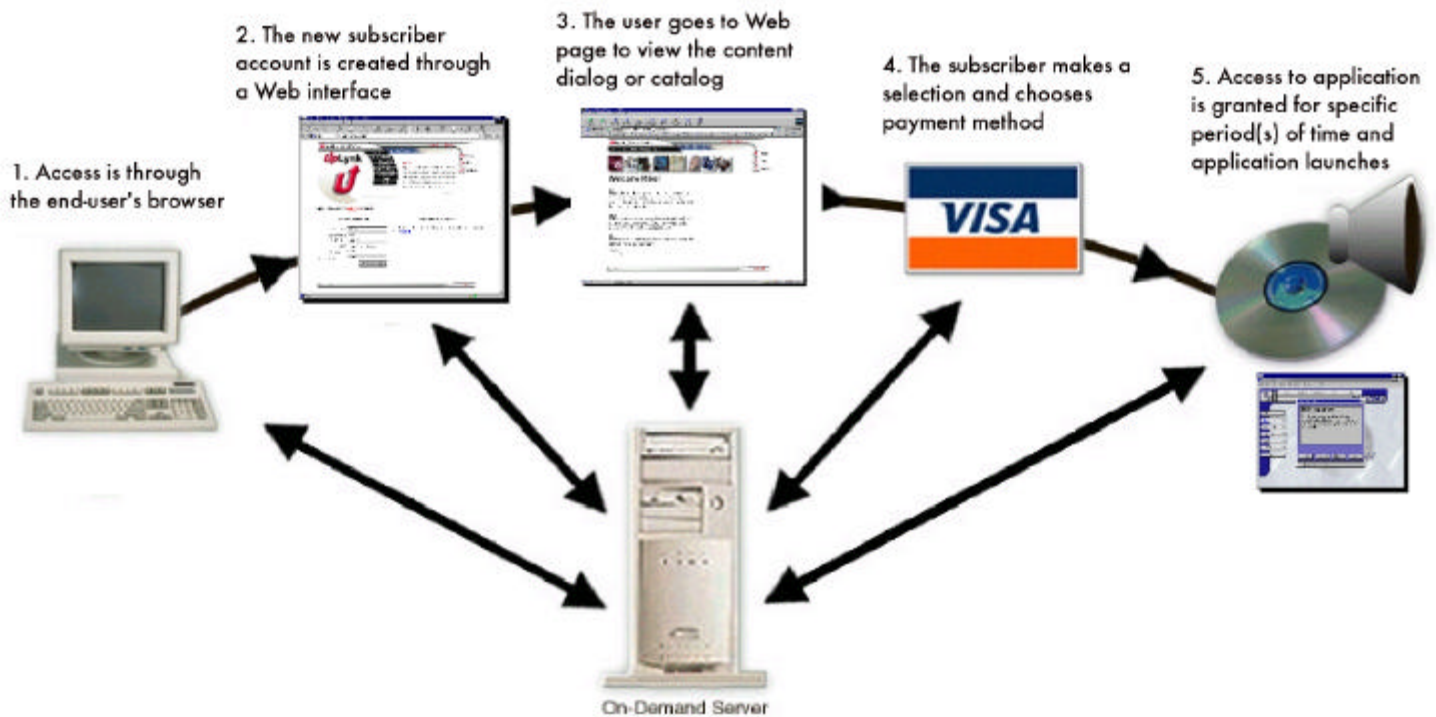 1. Access is through
the end-user's browser
2. The new subscriber
account is created through
a Web interface
3. The user goes to Web
page to view the content
dialog or catalog
4. The subscriber makes a
selection and chooses
payment method
5. Access to application
is granted for specific
period(s) of time and
application launches
UpLynk
VISA
On-Demand Server